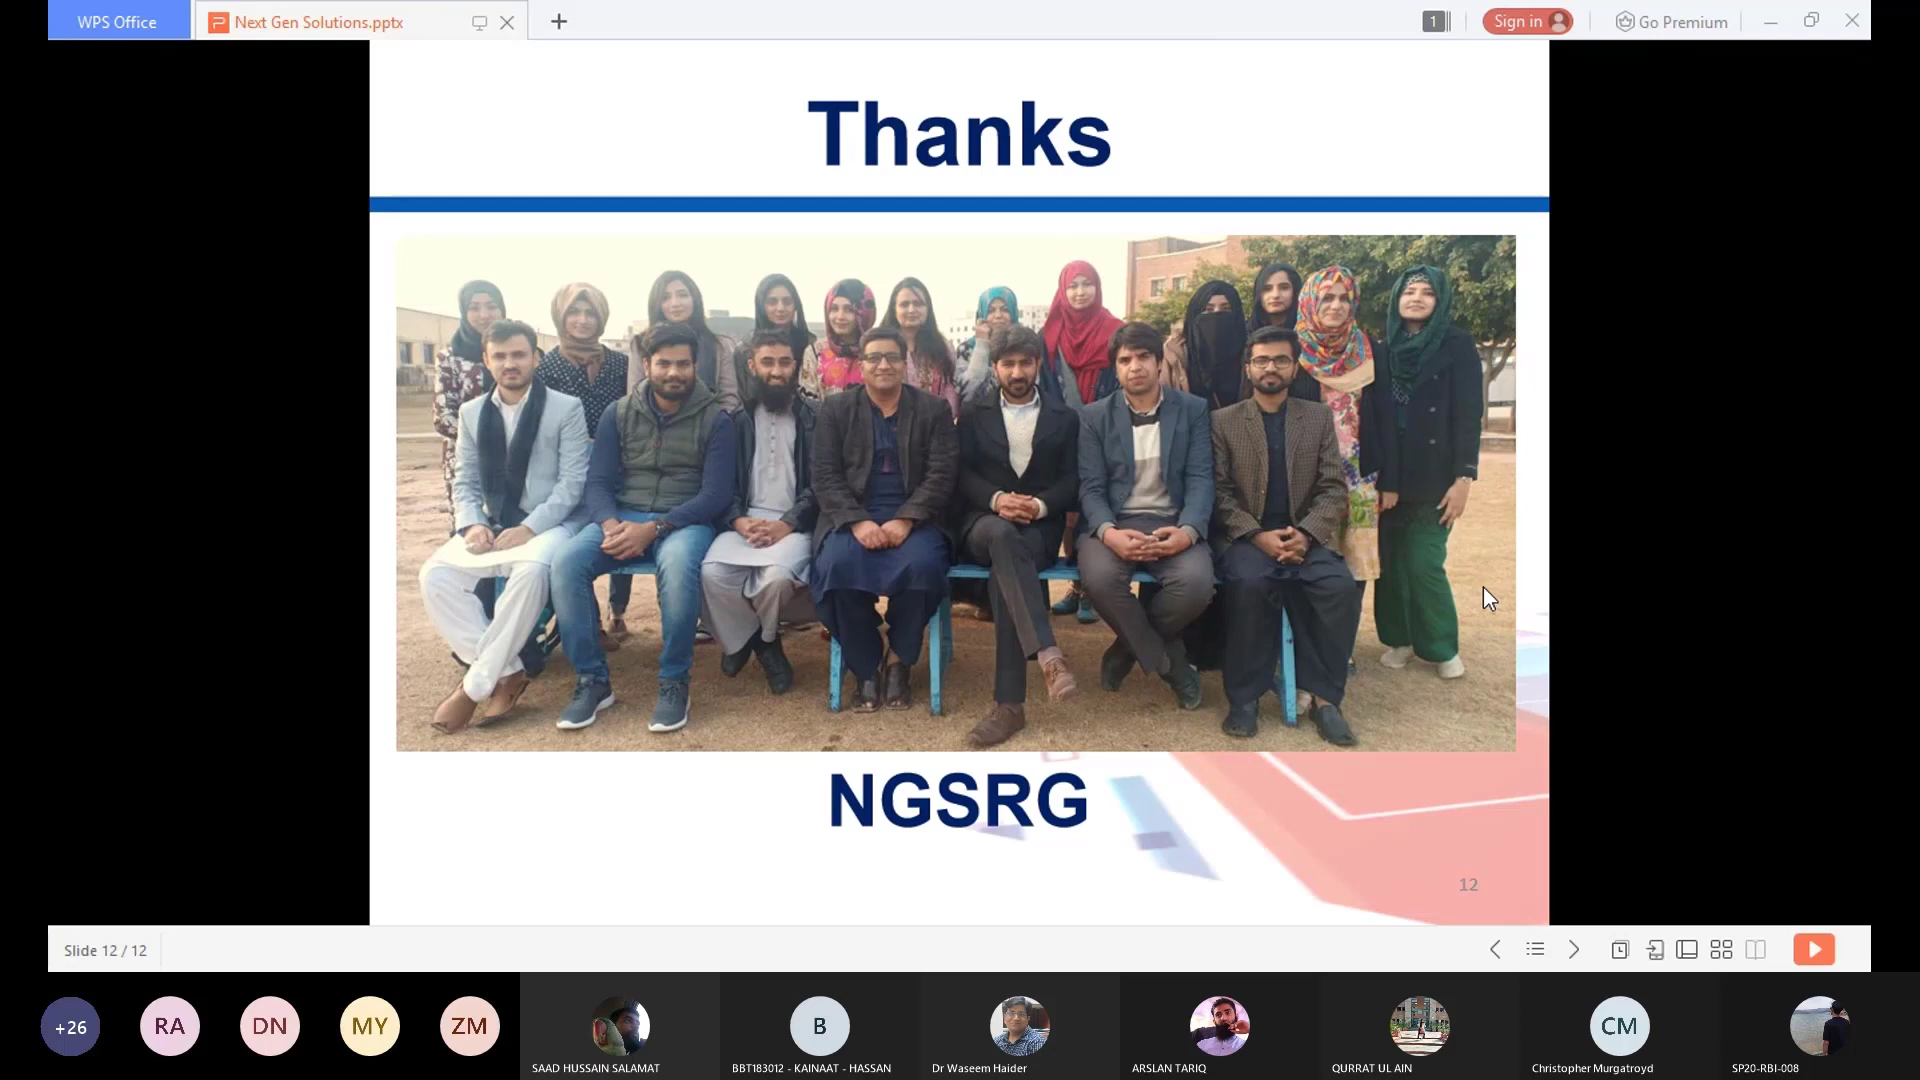 WPS Office
Next Gen Solutions.pptx
1
Sign in
Go Premium
Thanks
NGSRG
12
Slide 12 / 12
+26
RA
DN
MY
ZM
B
CM
SAAD HUSSAIN SALAMAT
BBT183012 - KAINAAT - HASSAN
Dr Waseem Haider
ARSLAN TARIQ
QURRAT UL AIN
Christopher Murgatroyd
SP20-RBI-008